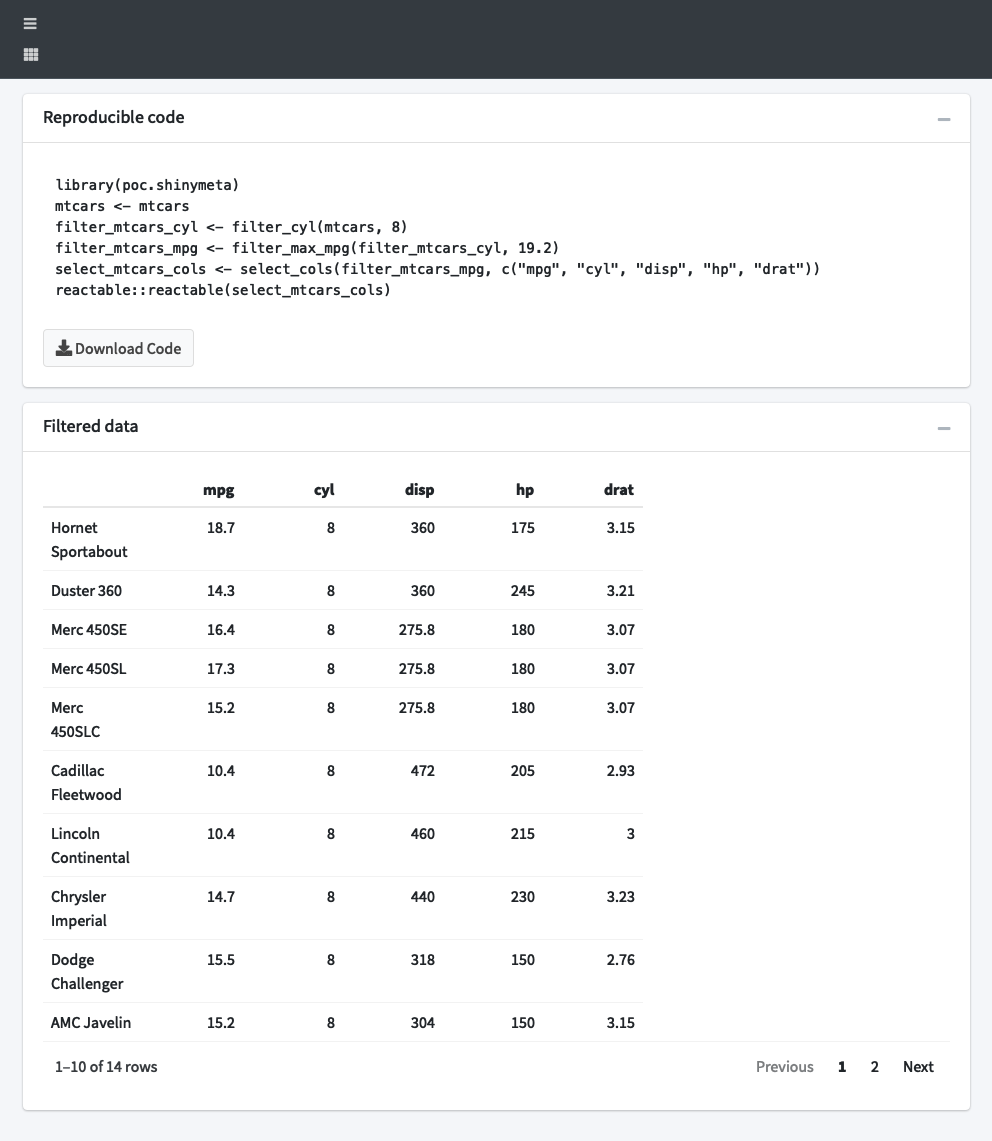 Reproducible code
library(poc.shinymeta)
mtcars <- mtcars
filter_mtcars_cyl <- filter_cyl(mtcars, 8)
filter_mtcars_mpg <- filter_max_mpg(filter_mtcars_cyl, 19.2)
select_mtcars_cols <- select_cols(filter_mtcars_mpg, c("mpg", "cyl", "disp", "hp", "drat"))
reactable::reactable(select_mtcars_cols)
Download Code
Filtered data
mpg cyl disp hp drat
Hornet 18.7 8 360 175 3.15
Sportabout
Duster 360 14.3 8 360 245 3.21
Merc 450SE 16.4 8 275.8 180 3.07
Merc 450SL 17.3 8 275.8 180 3.07
Merc 15.2 8 275.8 180 3.07
450SLC
Cadillac 10.4 8 472 205 2.93
Fleetwood
Lincoln 10.4 8 460 215 3
Continental
Chrysler 14.7 8 440 230 3.23
Imperial
Dodge 15.5 8 318 150 2.76
Challenger
AMC Javelin 15.2 8 304 150 3.15
1–10 of 14 rows Previous 1 2 Next